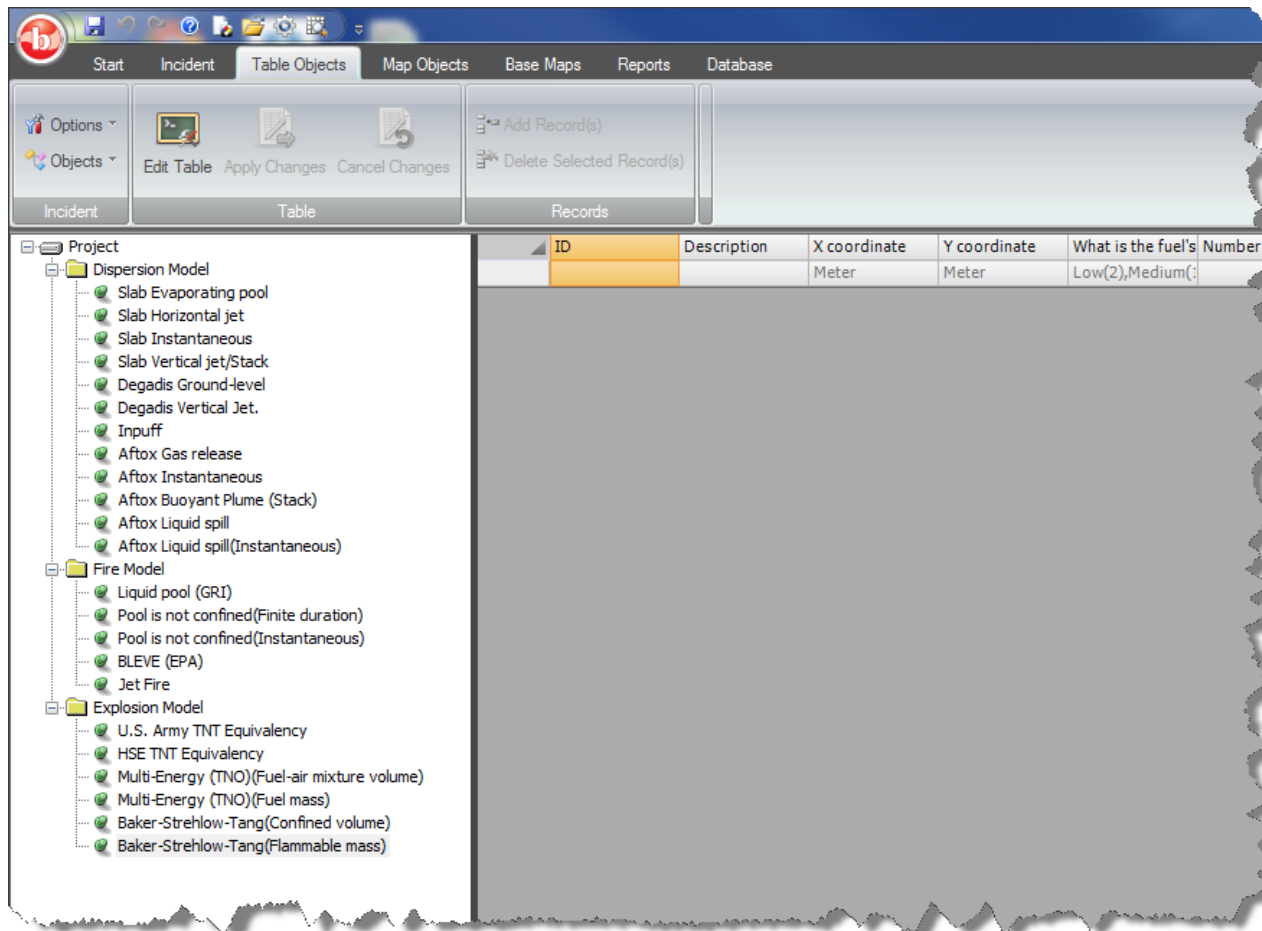 b
Start Incident Table Objects Map Objects Base Maps Reports Database
Options
Objects
Edit Table Apply Changes Cancel Changes
Add Record(s)
Delete Selected Record(s)
Incident Table Records
Project
Dispersion Model
Slab Evaporating pool
Slab Horizontal jet
Slab Instantaneous
Slab Vertical jet/Stack
Degadis Ground-level
Degadis Vertical Jet.
Inpuff
Aftox Gas release
Aftox Instantaneous
Aftox Buoyant Plume (Stack)
Aftox Liquid spill
Aftox Liquid spill(Instantaneous)
Fire Model
Liquid pool (GRI)
Pool is not confined(Finite duration)
Pool is not confined(Instantaneous)
BLEVE (EPA)
Jet Fire
Explosion Model
U.S. Army TNT Equivalency
HSE TNT Equivalency
Multi-Energy (TNO)(Fuel-air mixture volume)
Multi-Energy (TNO)(Fuel mass)
Baker-Strehlow-Tang(Confined volume)
Baker-Strehlow-Tang(Flammable mass)
ID Description X coordinate Y coordinate What is the fuel's Number
Meter Meter Low(2),Medium(